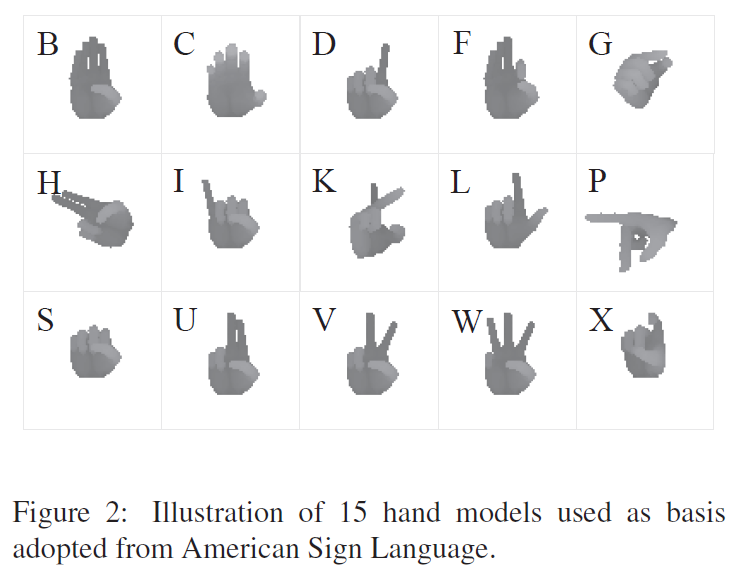 B C D F G
H I K L P
S U V W X
Figure 2: Illustration of 15 hand models used as basis
adopted from American Sign Language.